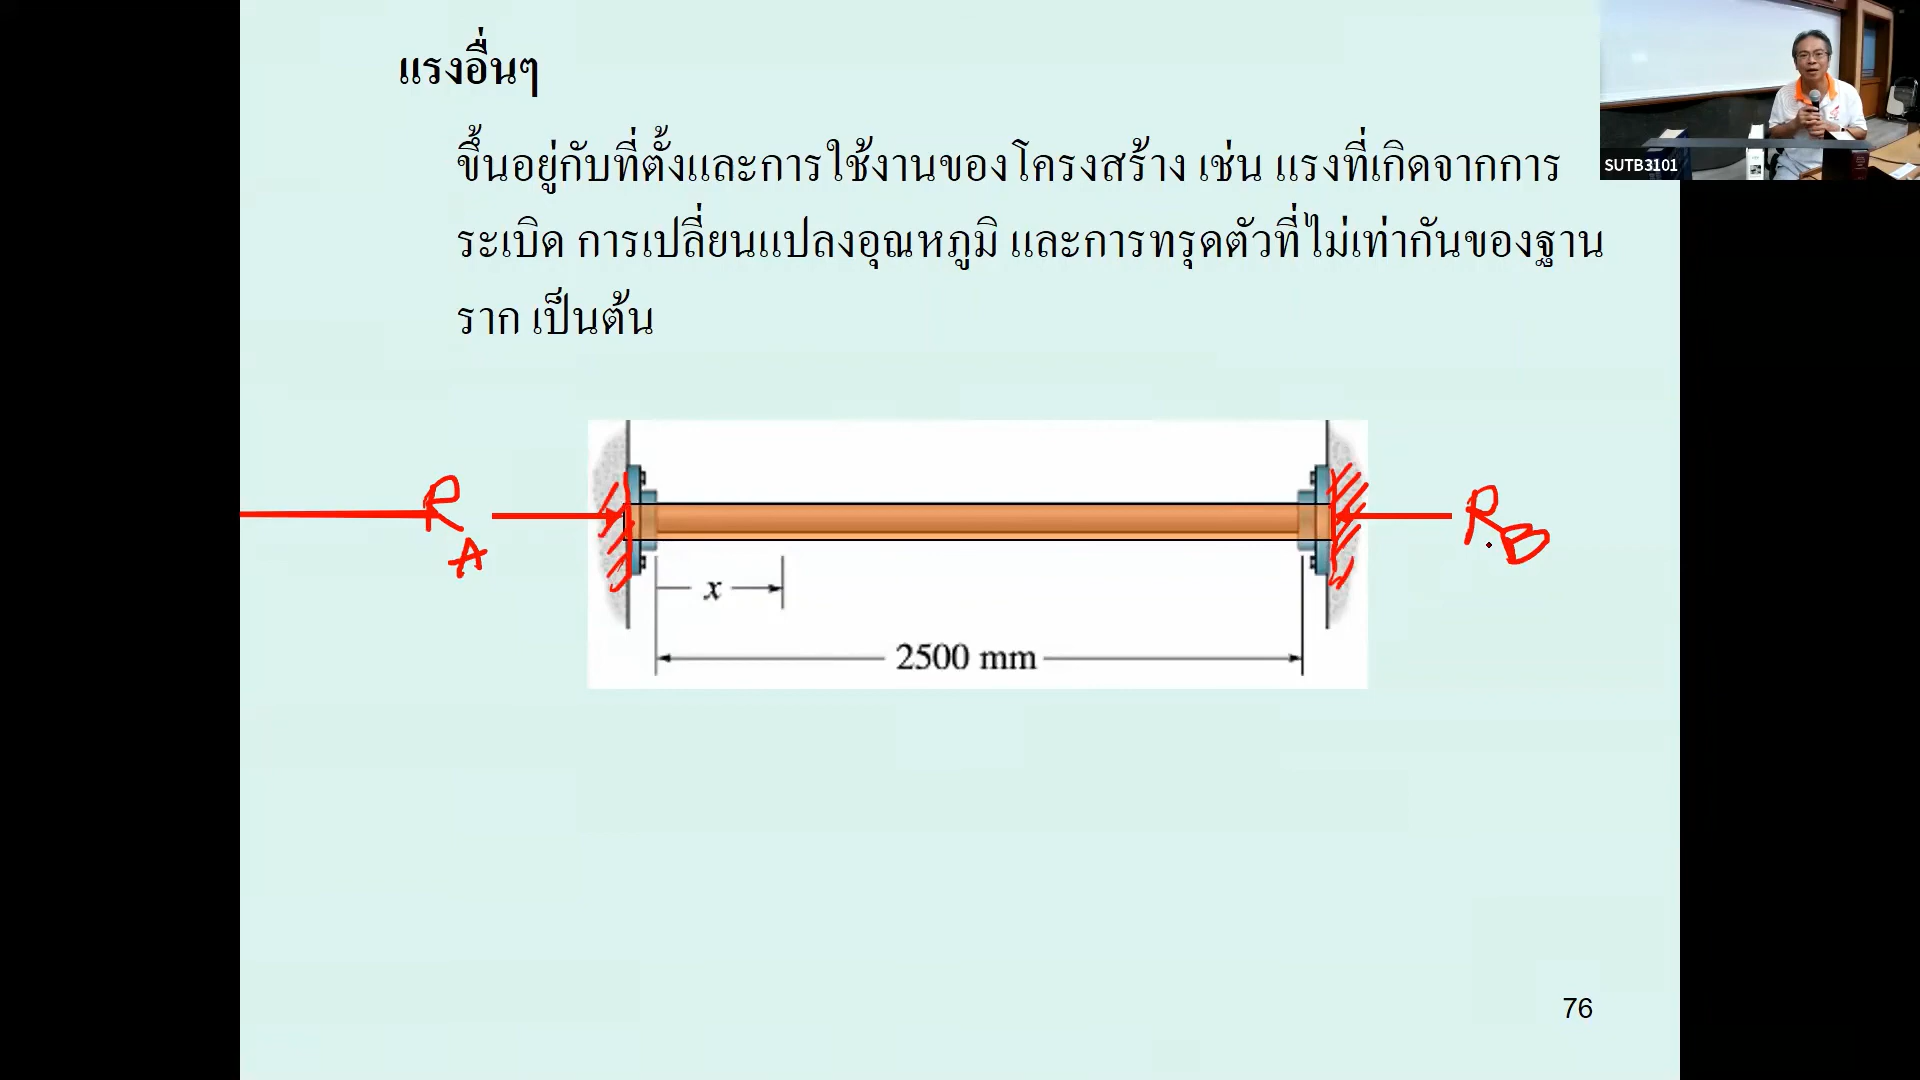 แรงอื่นๆ
ขึ้นอยู่กับที่ตั้งและการใช้งานของโครงสร้าง เช่น แรงที่เกิดจากการ
ระเบิด การเปลี่ยนแปลงอุณหภูมิ และการทรุดตัวที่ไม่เท่ากันของฐาน
ราก เป็นต้น
SUTB3101
R A
R B
x
2500 mm
76